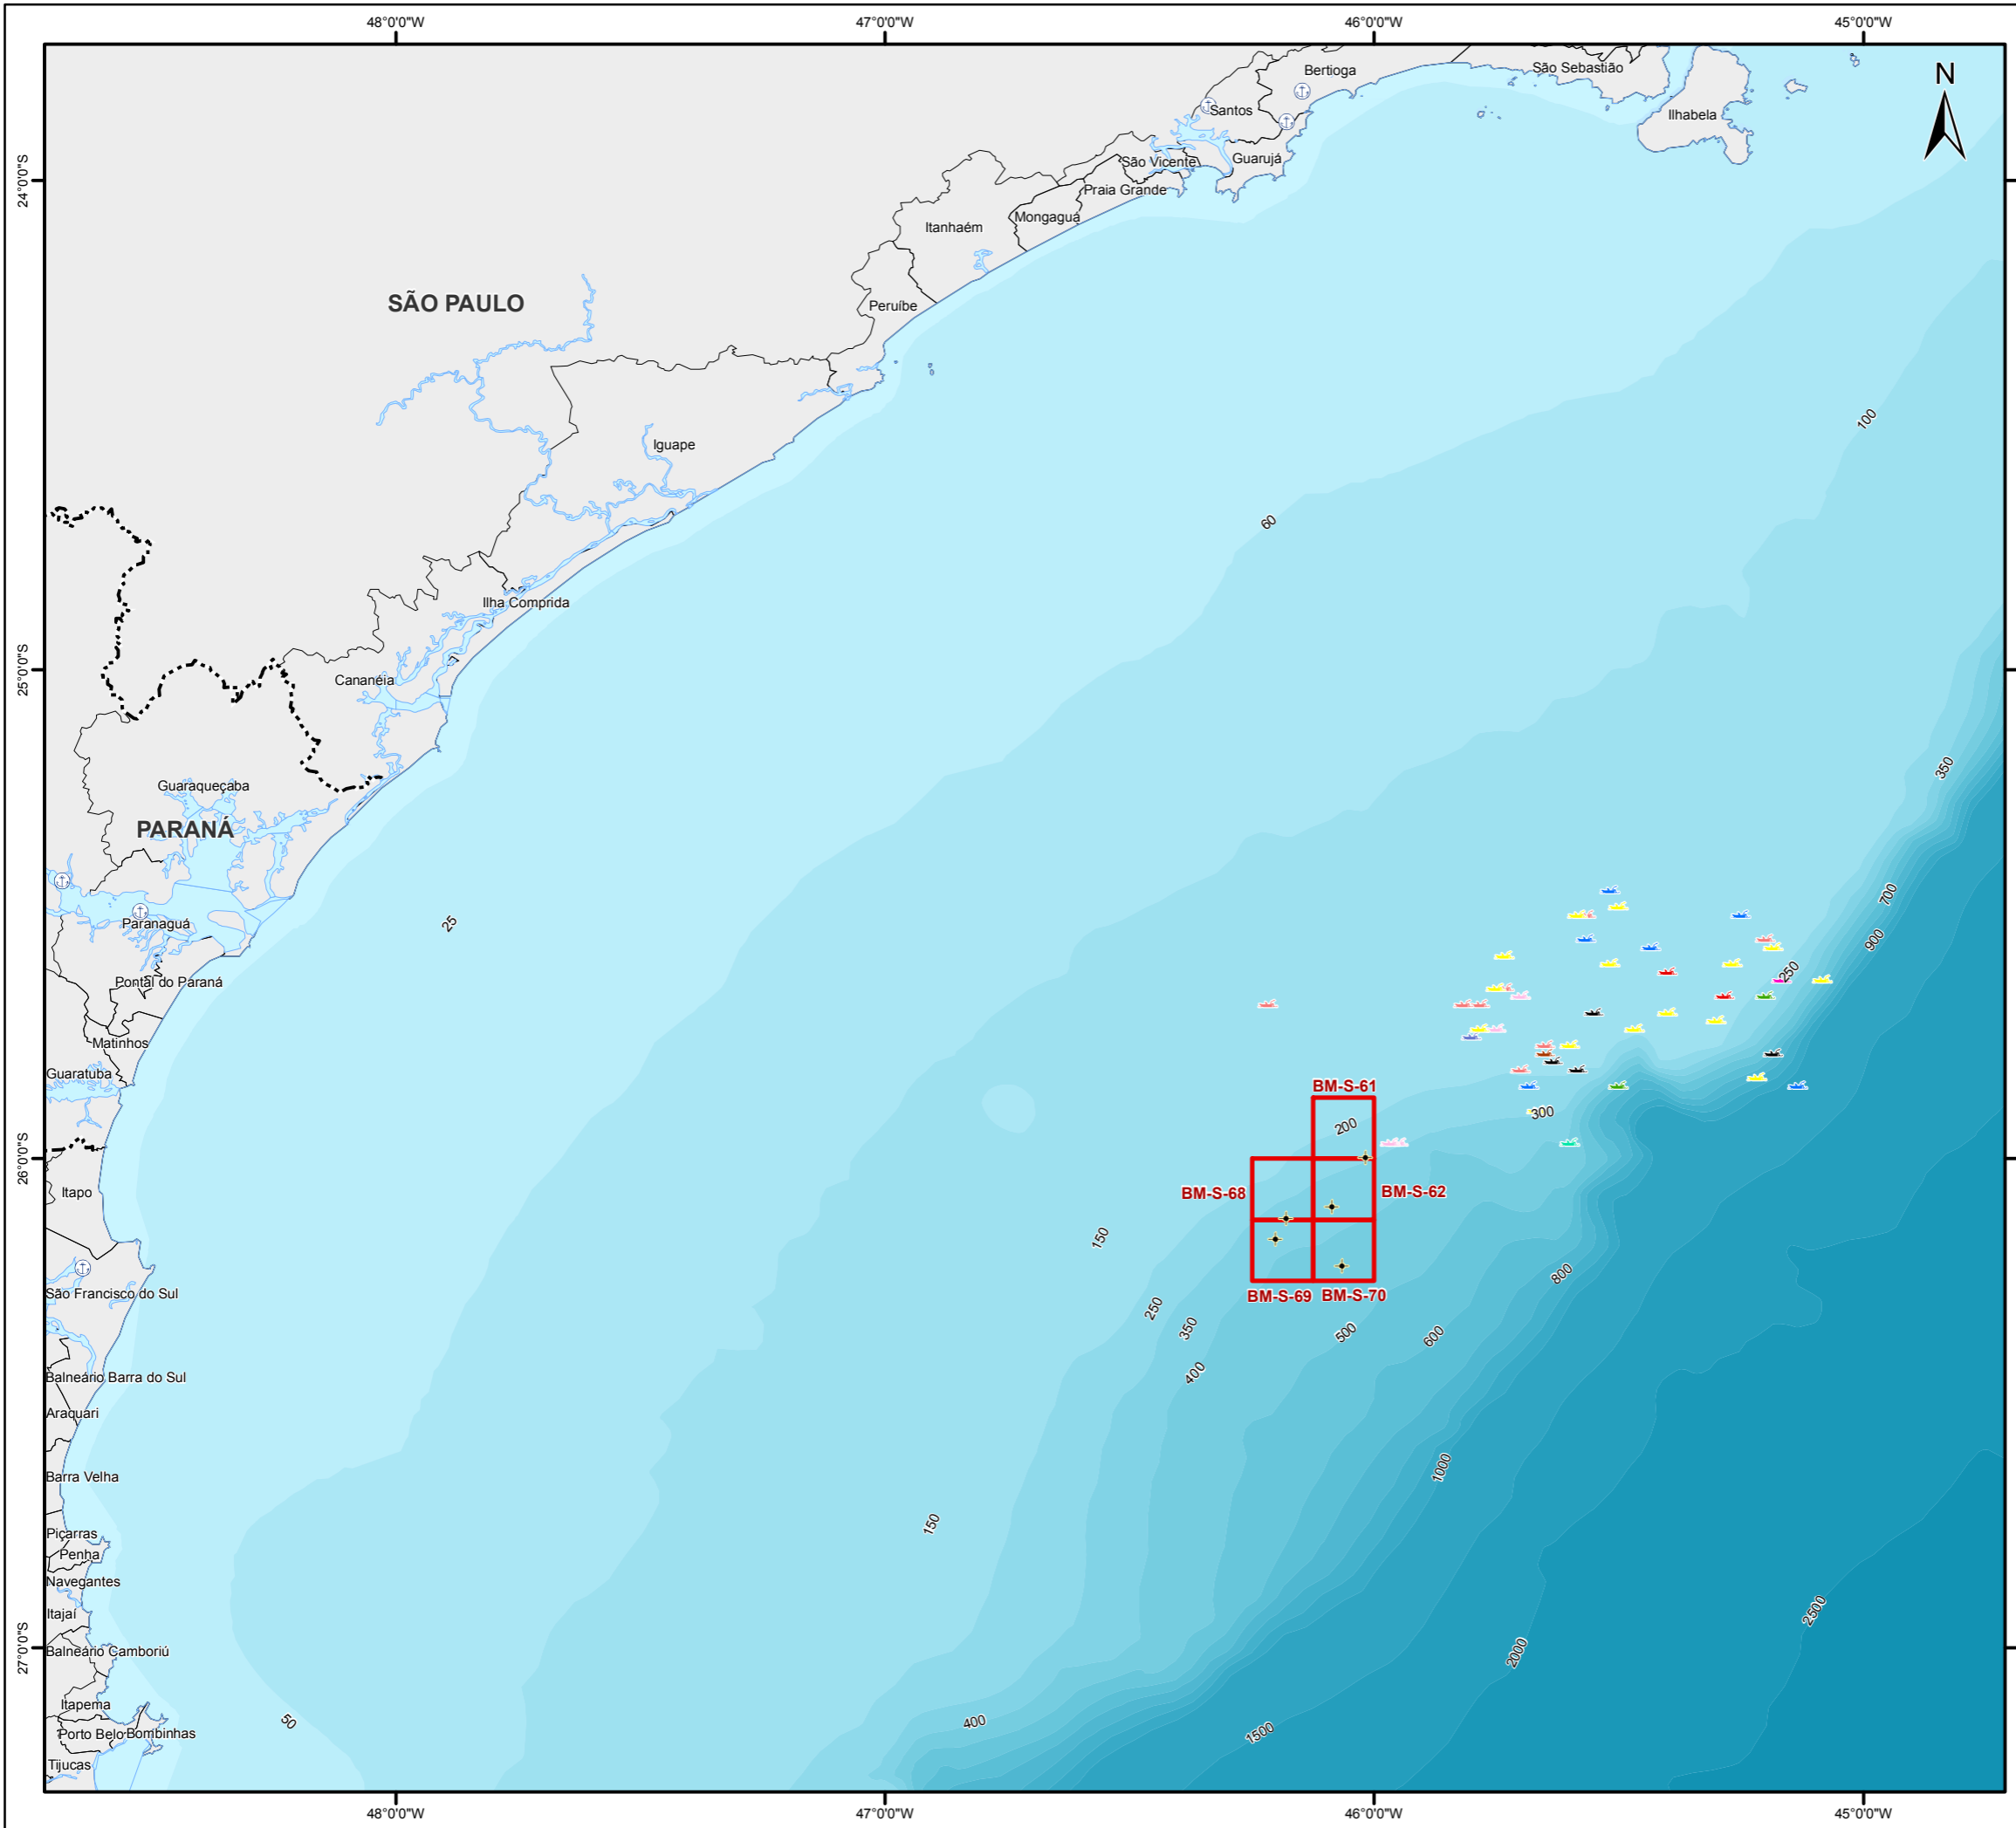 48°0'0"W
47°0'0"W
46°0'0"W
45°0'0"W
N
Bertioga
São Sebastião
Santos
Ilhabela
24°0'0"S
São Vicente
Guarujá
Praia Grande
Mongaguá
Itanhaém
SÃO PAULO
Peruíbe
100
Iguape
60
Ilha Comprida
25°0'0"S
Cananéia
350
Guaraqueçaba
PARANÁ
700
Paranaguá
25
900
250
Pontal do Paraná
Matinhos
Guaratuba
BM-S-61
300
200
26°0'0"S
Itapo
BM-S-68
BM-S-62
150
800
São Francisco do Sul
BM-S-69
BM-S-70
250
350
500
600
400
Balneário Barra do Sul
Araquari
1000
Barra Velha
150
Piçarras
Penha
Navegantes
Itajaí
2500
27°0'0"S
Balneário Camboriú
2000
Itapema
50
400
Porto Belo
Bombinhas
1500
Tijucas
48°0'0"W
47°0'0"W
46°0'0"W
45°0'0"W